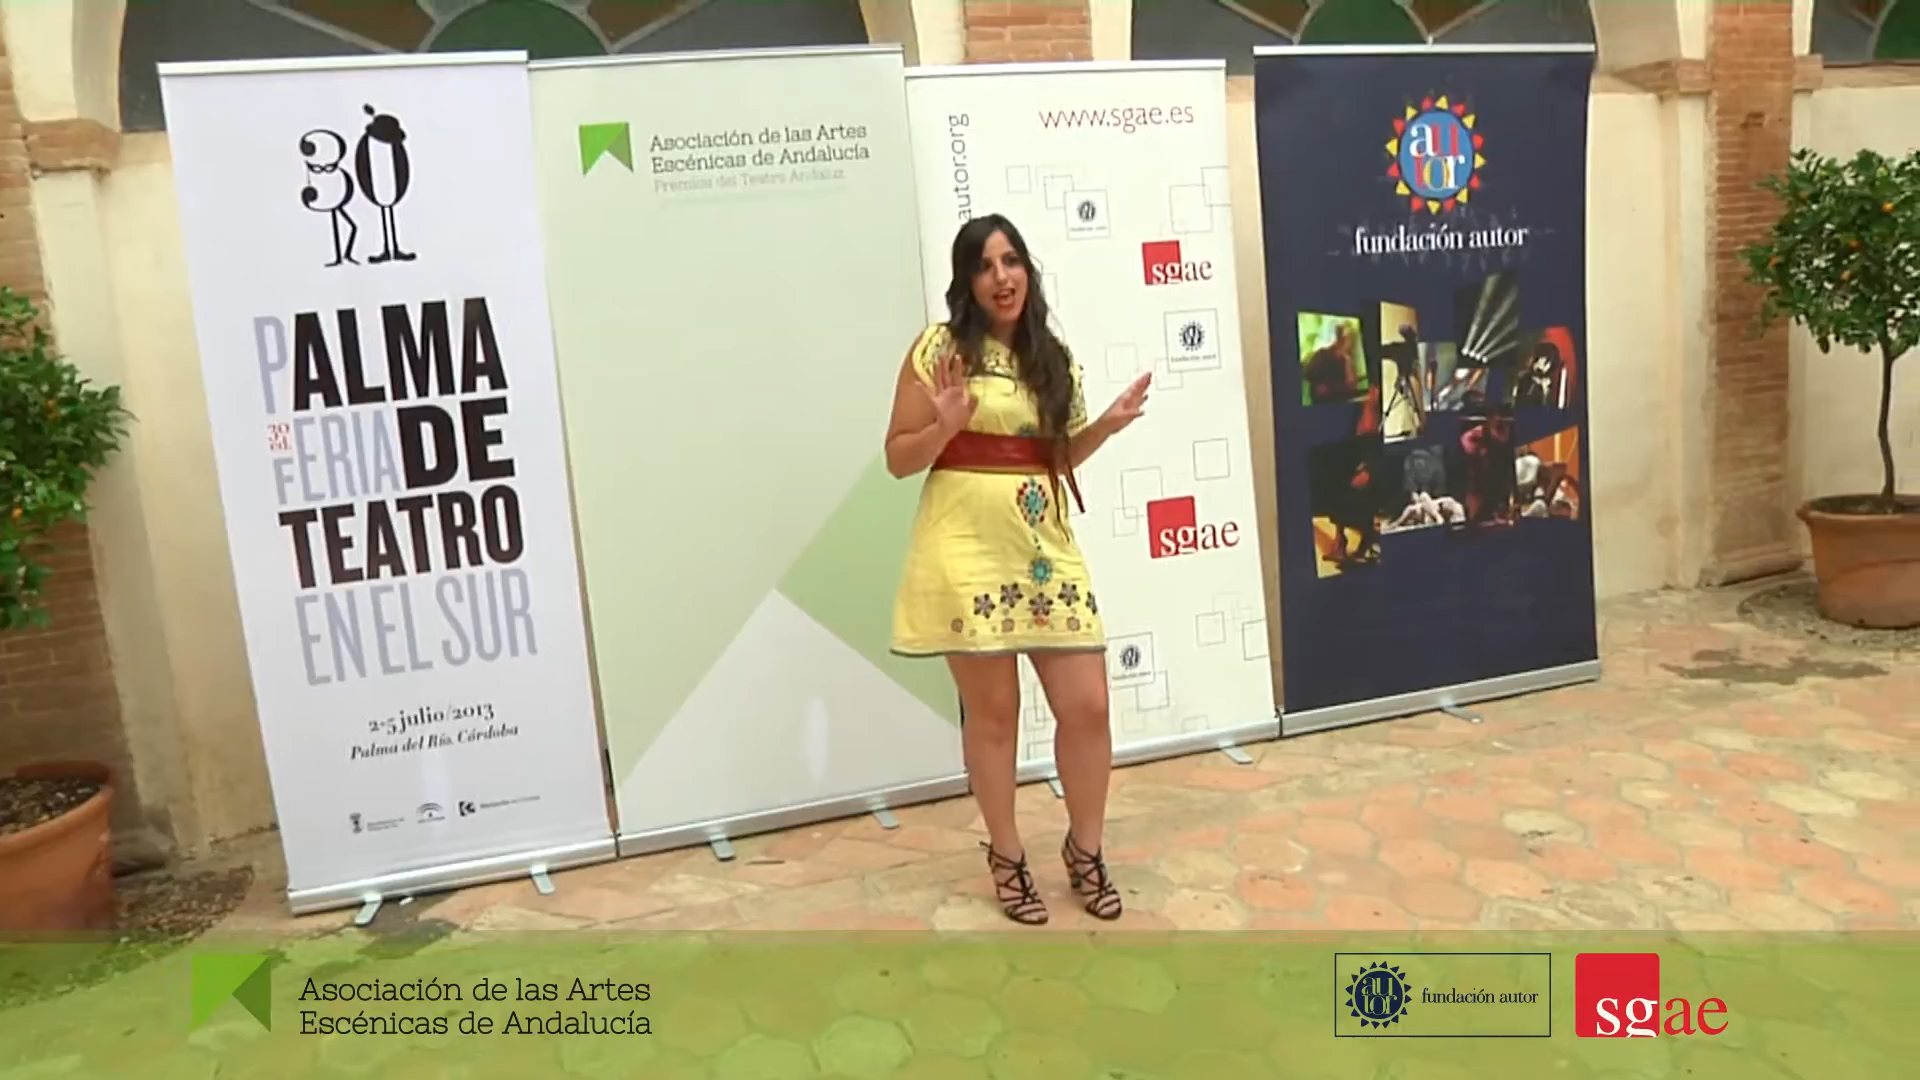 30
PALMA
30 ed. FERIA DE
TEATRO
EN EL SUR
2-5 julio/2013
Palma del Río. Córdoba
Asociación de las Artes
Escénicas de Andalucía
Premios del Teatro Andaluz
autor.org
www.sgae.es
sgae
sgae
autor
fundación autor
Asociación de las Artes
Escénicas de Andalucía
autor
fundación autor
sgae